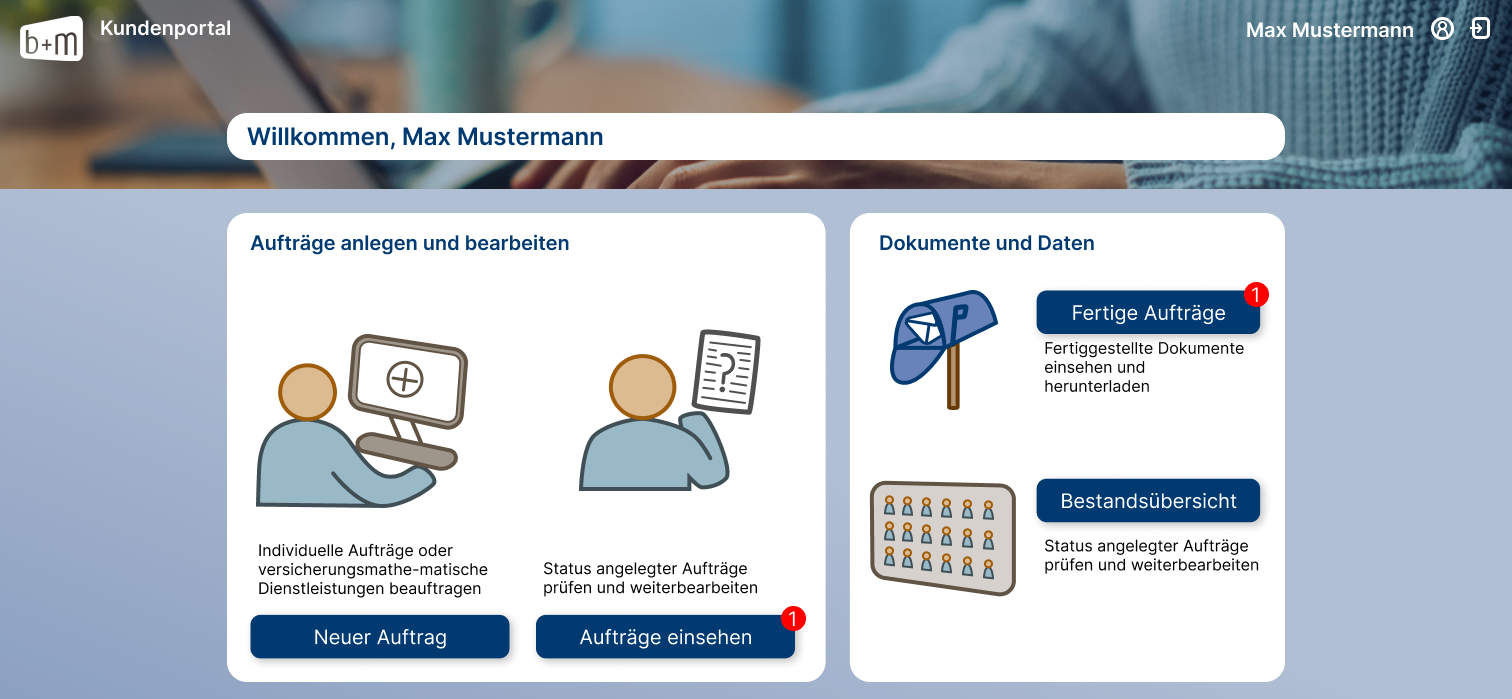 b+m
Kundenportal
Max Mustermann
Willkommen, Max Mustermann
Aufträge anlegen und bearbeiten
?
Individuelle Aufträge oder
versicherungsmathe-matische
Dienstleistungen beauftragen
Neuer Auftrag
Status angelegter Aufträge
prüfen und weiterbearbeiten
Aufträge einsehen
1
Dokumente und Daten
P
Fertige Aufträge
1
Fertiggestellte Dokumente
einsehen und
herunterladen
Bestandsübersicht
Status angelegter Aufträge
prüfen und weiterbearbeiten